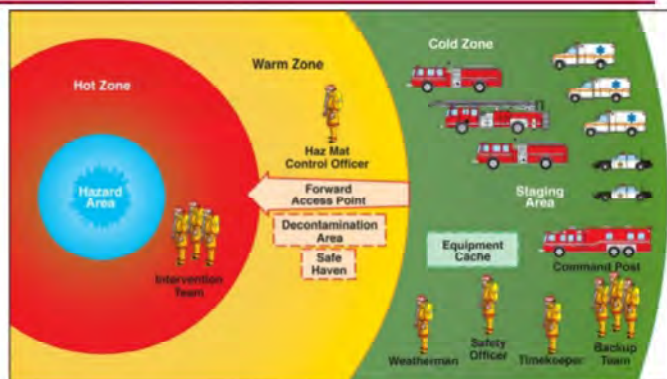 Cold Zone
Warm Zone
Hot Zone
Haz Mat
Control Officer
Hazard
Area
Forward
Access Point
Staging
Area
Decontamination
Area
Safe
Haven
Equipment
Cache
Command Post
Intervention
Team
Weatherman
Safety
Officer
Timekeeper
Backup
Team